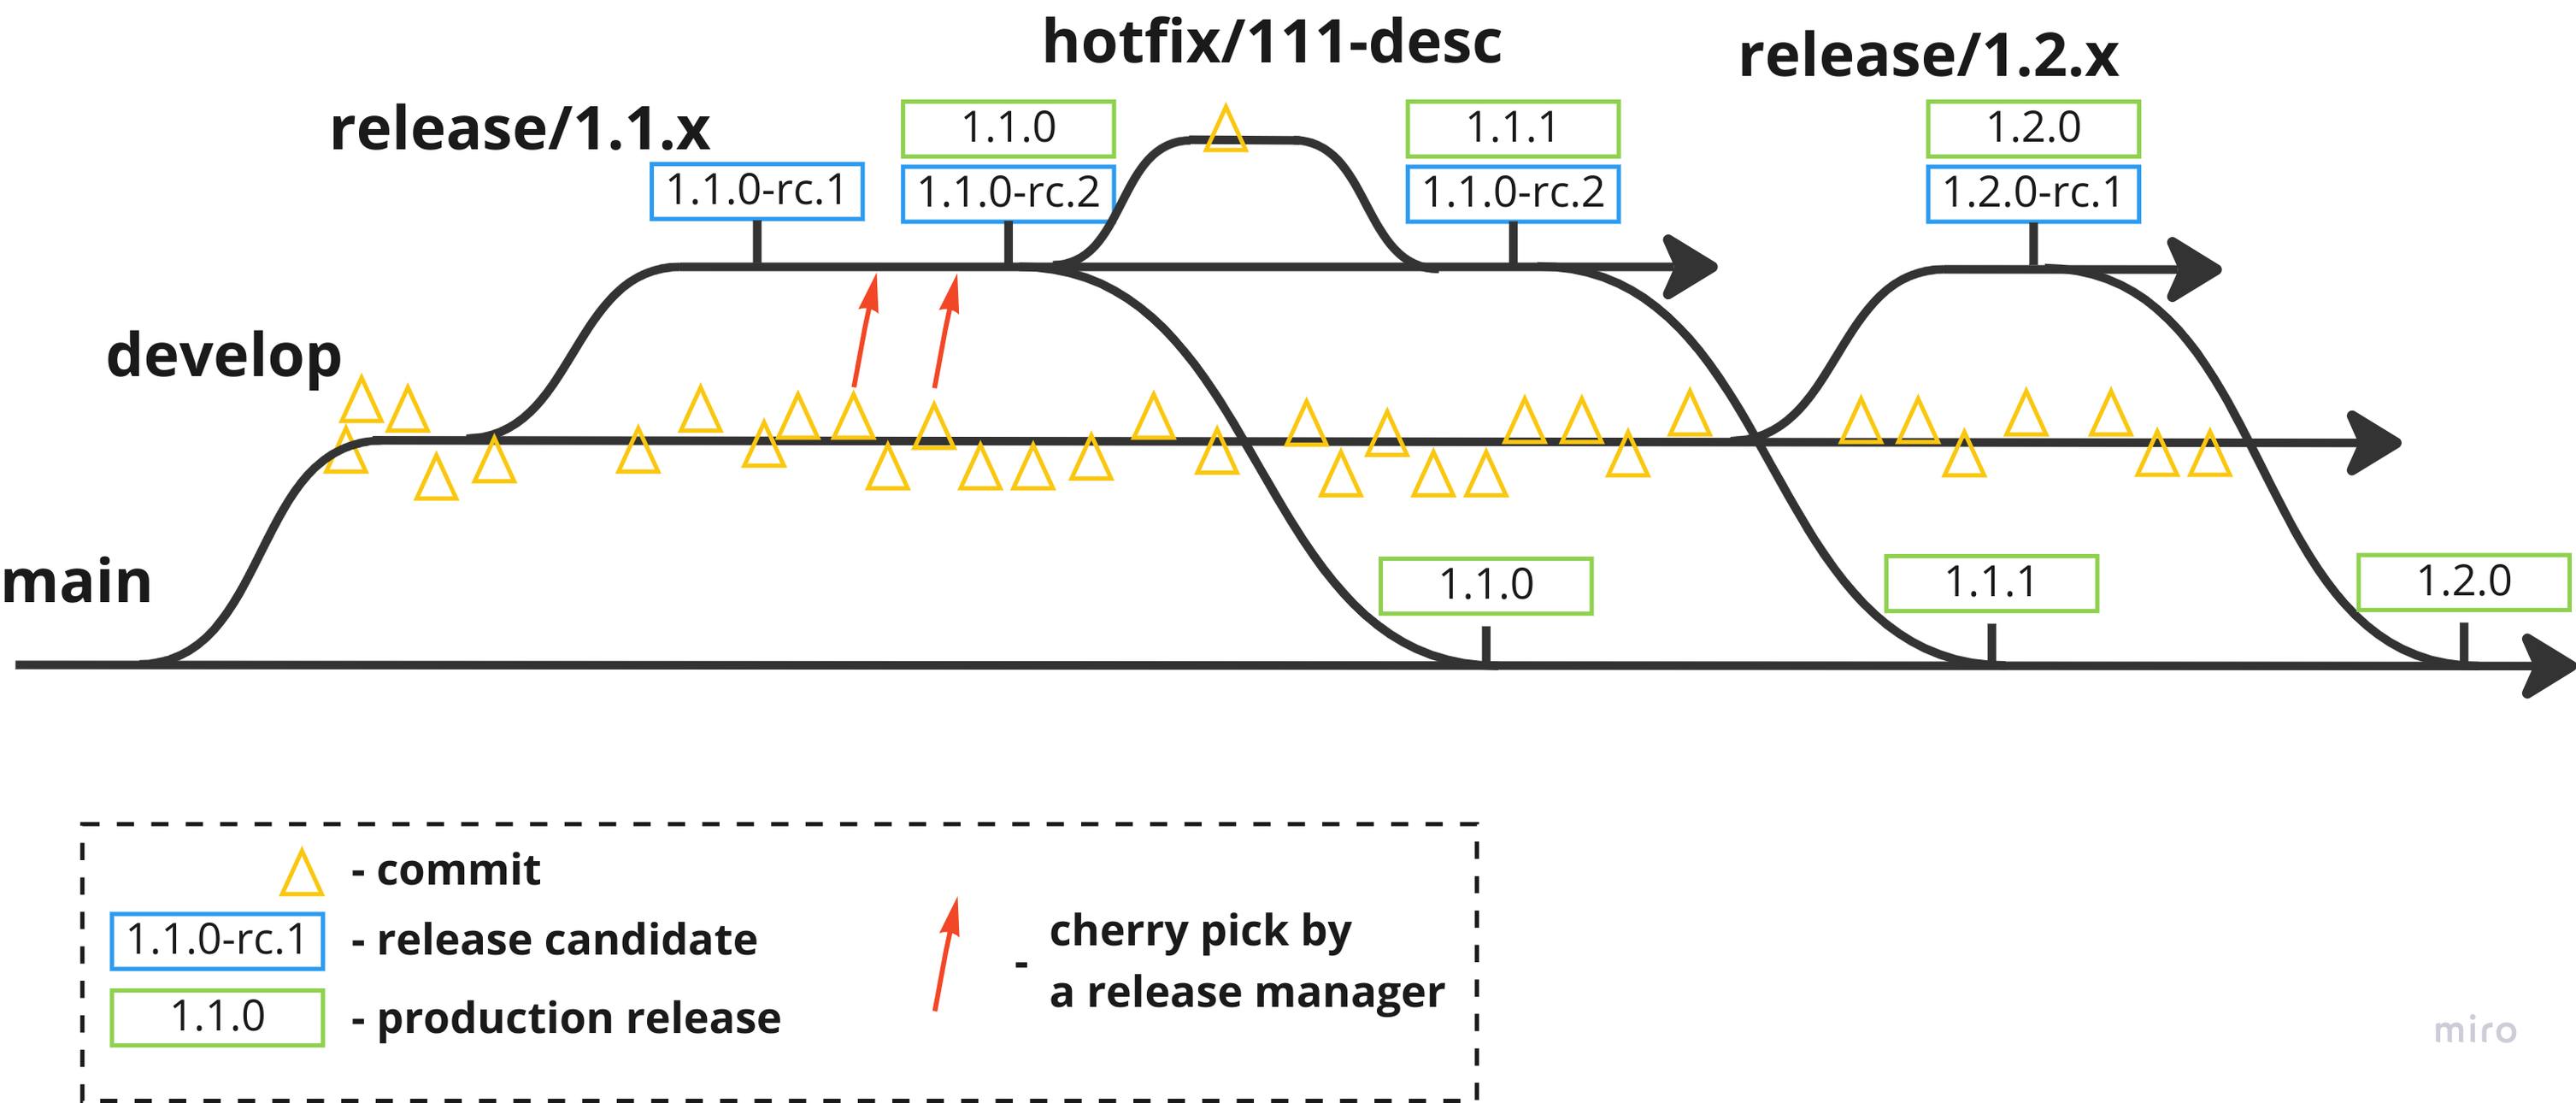 hotfix/111-desc
release/1.2.x
release/1.1.x
1.1.0
1.1.1
1.2.0
1.1.0-rc.1
1.1.0-rc.2
1.1.0-rc.2
1.2.0-rc.1
develop
main
1.1.0
1.1.1
1.2.0
- commit
1.1.0-rc.1 - release candidate
1.1.0 - production release
- cherry pick by
a release manager
miro